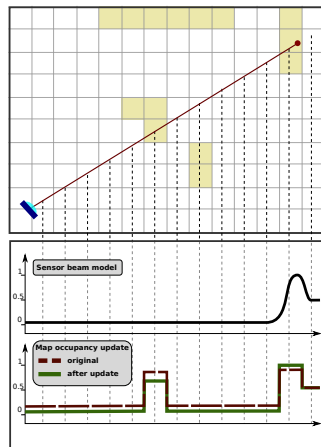 Sensor beam model
1
0.5
0
Map occupancy update
original
after update
1
0.5
0